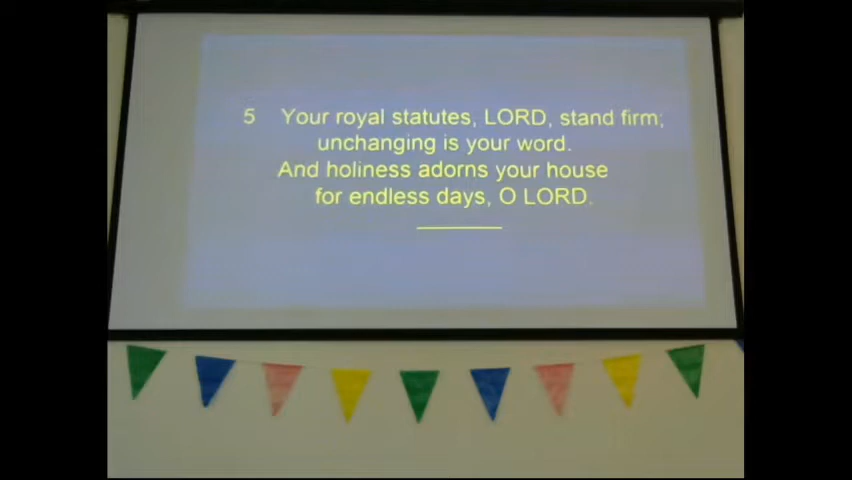 5 Your royal statutes, LORD, stand firm;
unchanging is your word.
And holiness adorns your house
for endless days, O LORD.